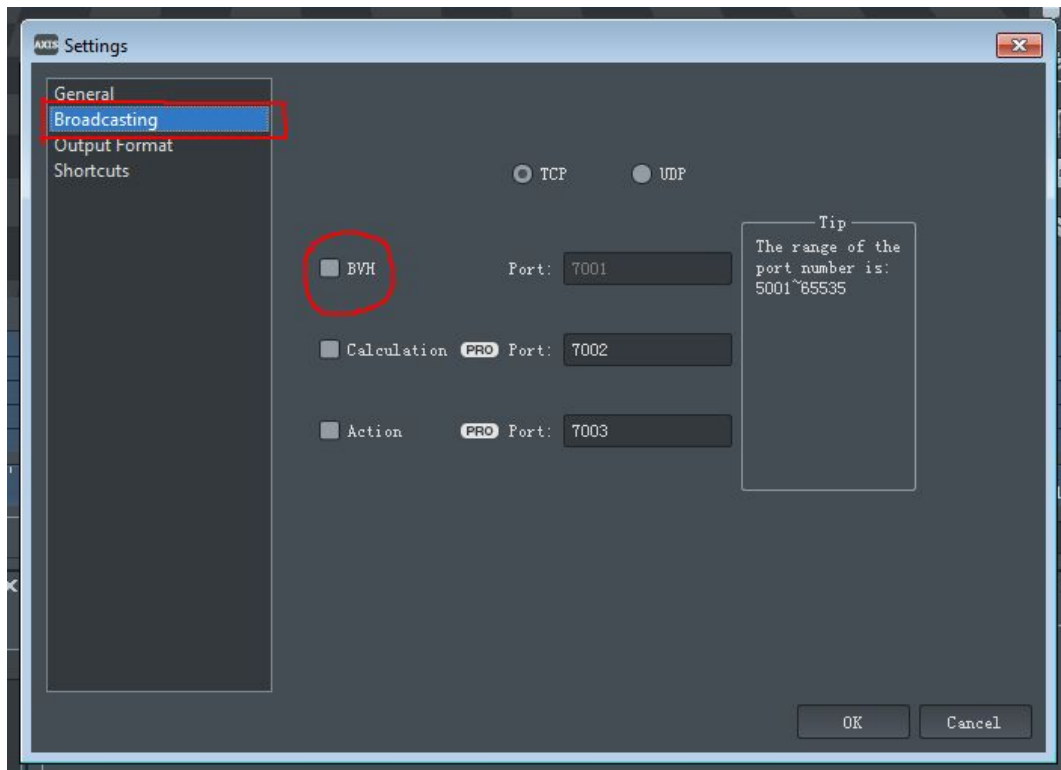 AXIS Settings
General
Broadcasting
Output Format
Shortcuts
TCP UDP
BVH Port: 7001
Calculation PRO Port: 7002
Action PRO Port: 7003
Tip
The range of the
port number is:
5001~65535
OK Cancel